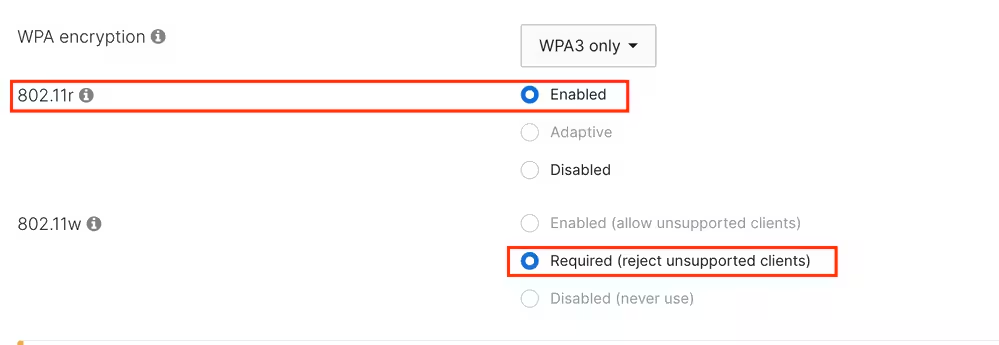 WPA encryption
WPA3 only
802.11r
Enabled
Adaptive
Disabled
802.11w
Enabled (allow unsupported clients)
Required (reject unsupported clients)
Disabled (never use)